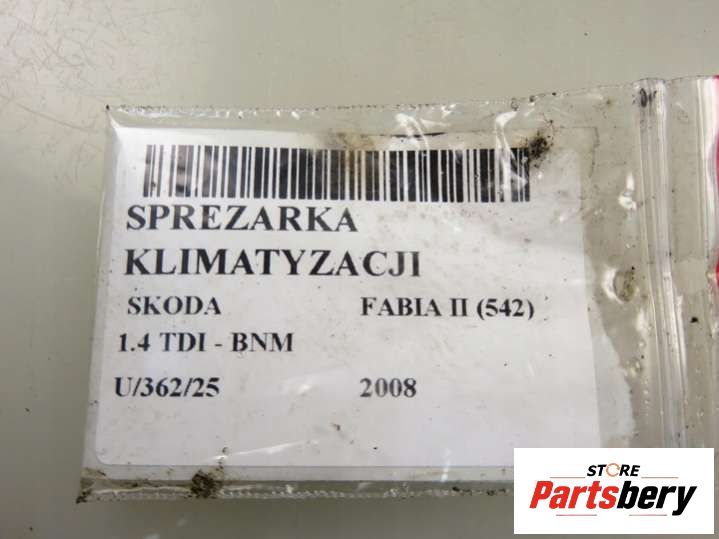 SPREZARKA
KLIMATYZACJI
SKODA FABIA II (542)
1.4 TDI - BNM
U/362/25 2008
STORE
Partsbery